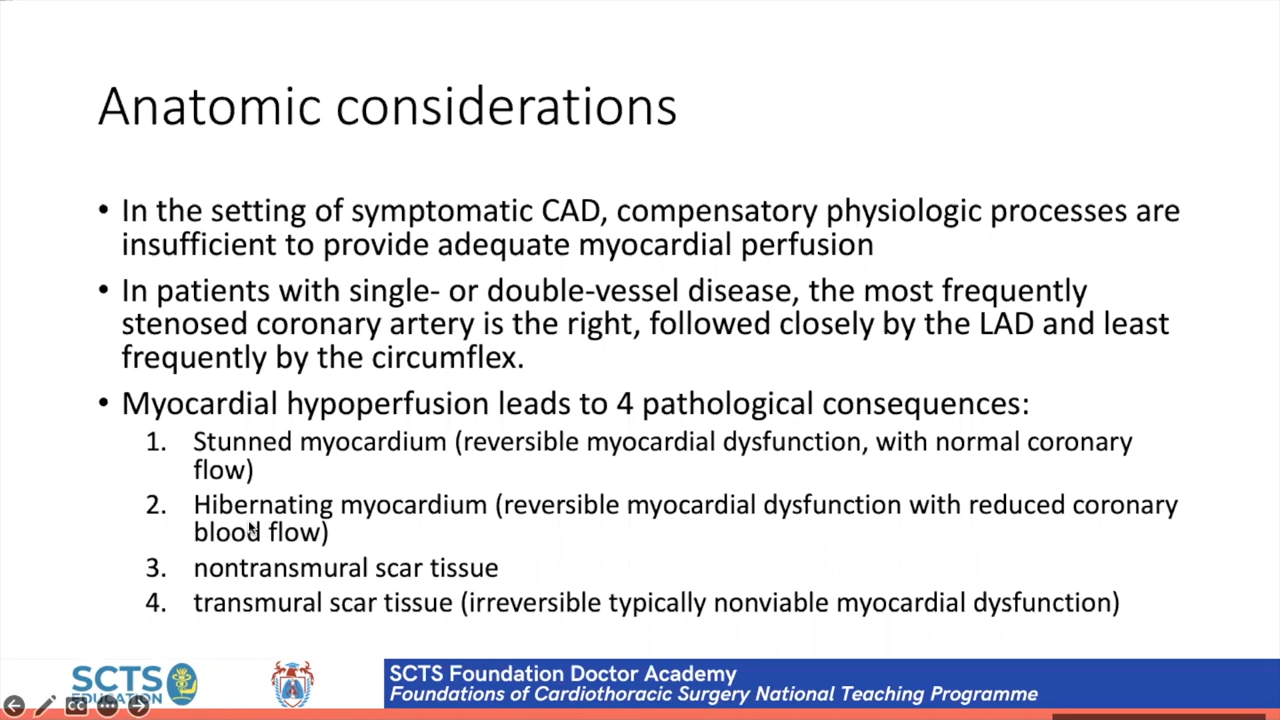 Anatomic considerations
• In the setting of symptomatic CAD, compensatory physiologic processes are
insufficient to provide adequate myocardial perfusion
• In patients with single- or double-vessel disease, the most frequently
stenosed coronary artery is the right, followed closely by the LAD and least
frequently by the circumflex.
• Myocardial hypoperfusion leads to 4 pathological consequences:
1. Stunned myocardium (reversible myocardial dysfunction, with normal coronary
flow)
2. Hibernating myocardium (reversible myocardial dysfunction with reduced coronary
blood flow)
3. nontransmural scar tissue
4. transmural scar tissue (irreversible typically nonviable myocardial dysfunction)
SCTS
EDUCATION
SCTS Foundation Doctor Academy
Foundations of Cardiothoracic Surgery National Teaching Programme
CC